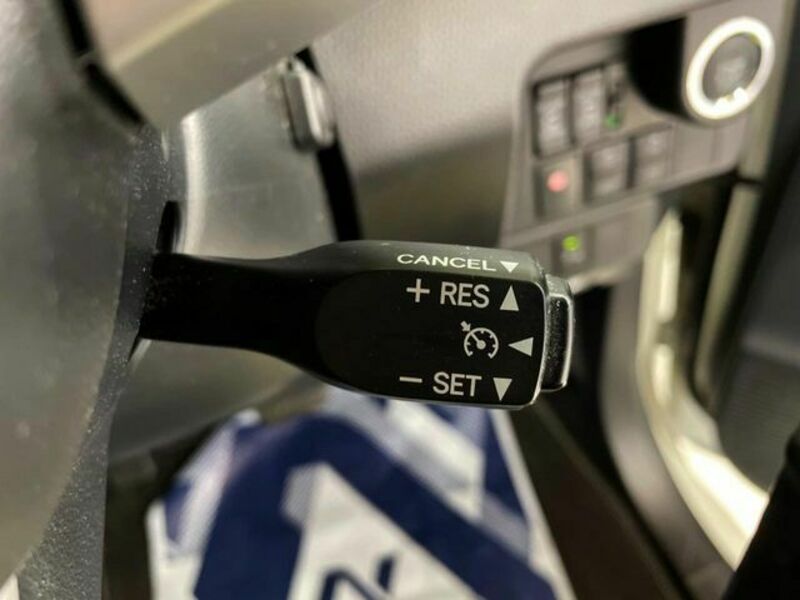 CANCEL▼
+ RES ▲
◀
− SET ▼